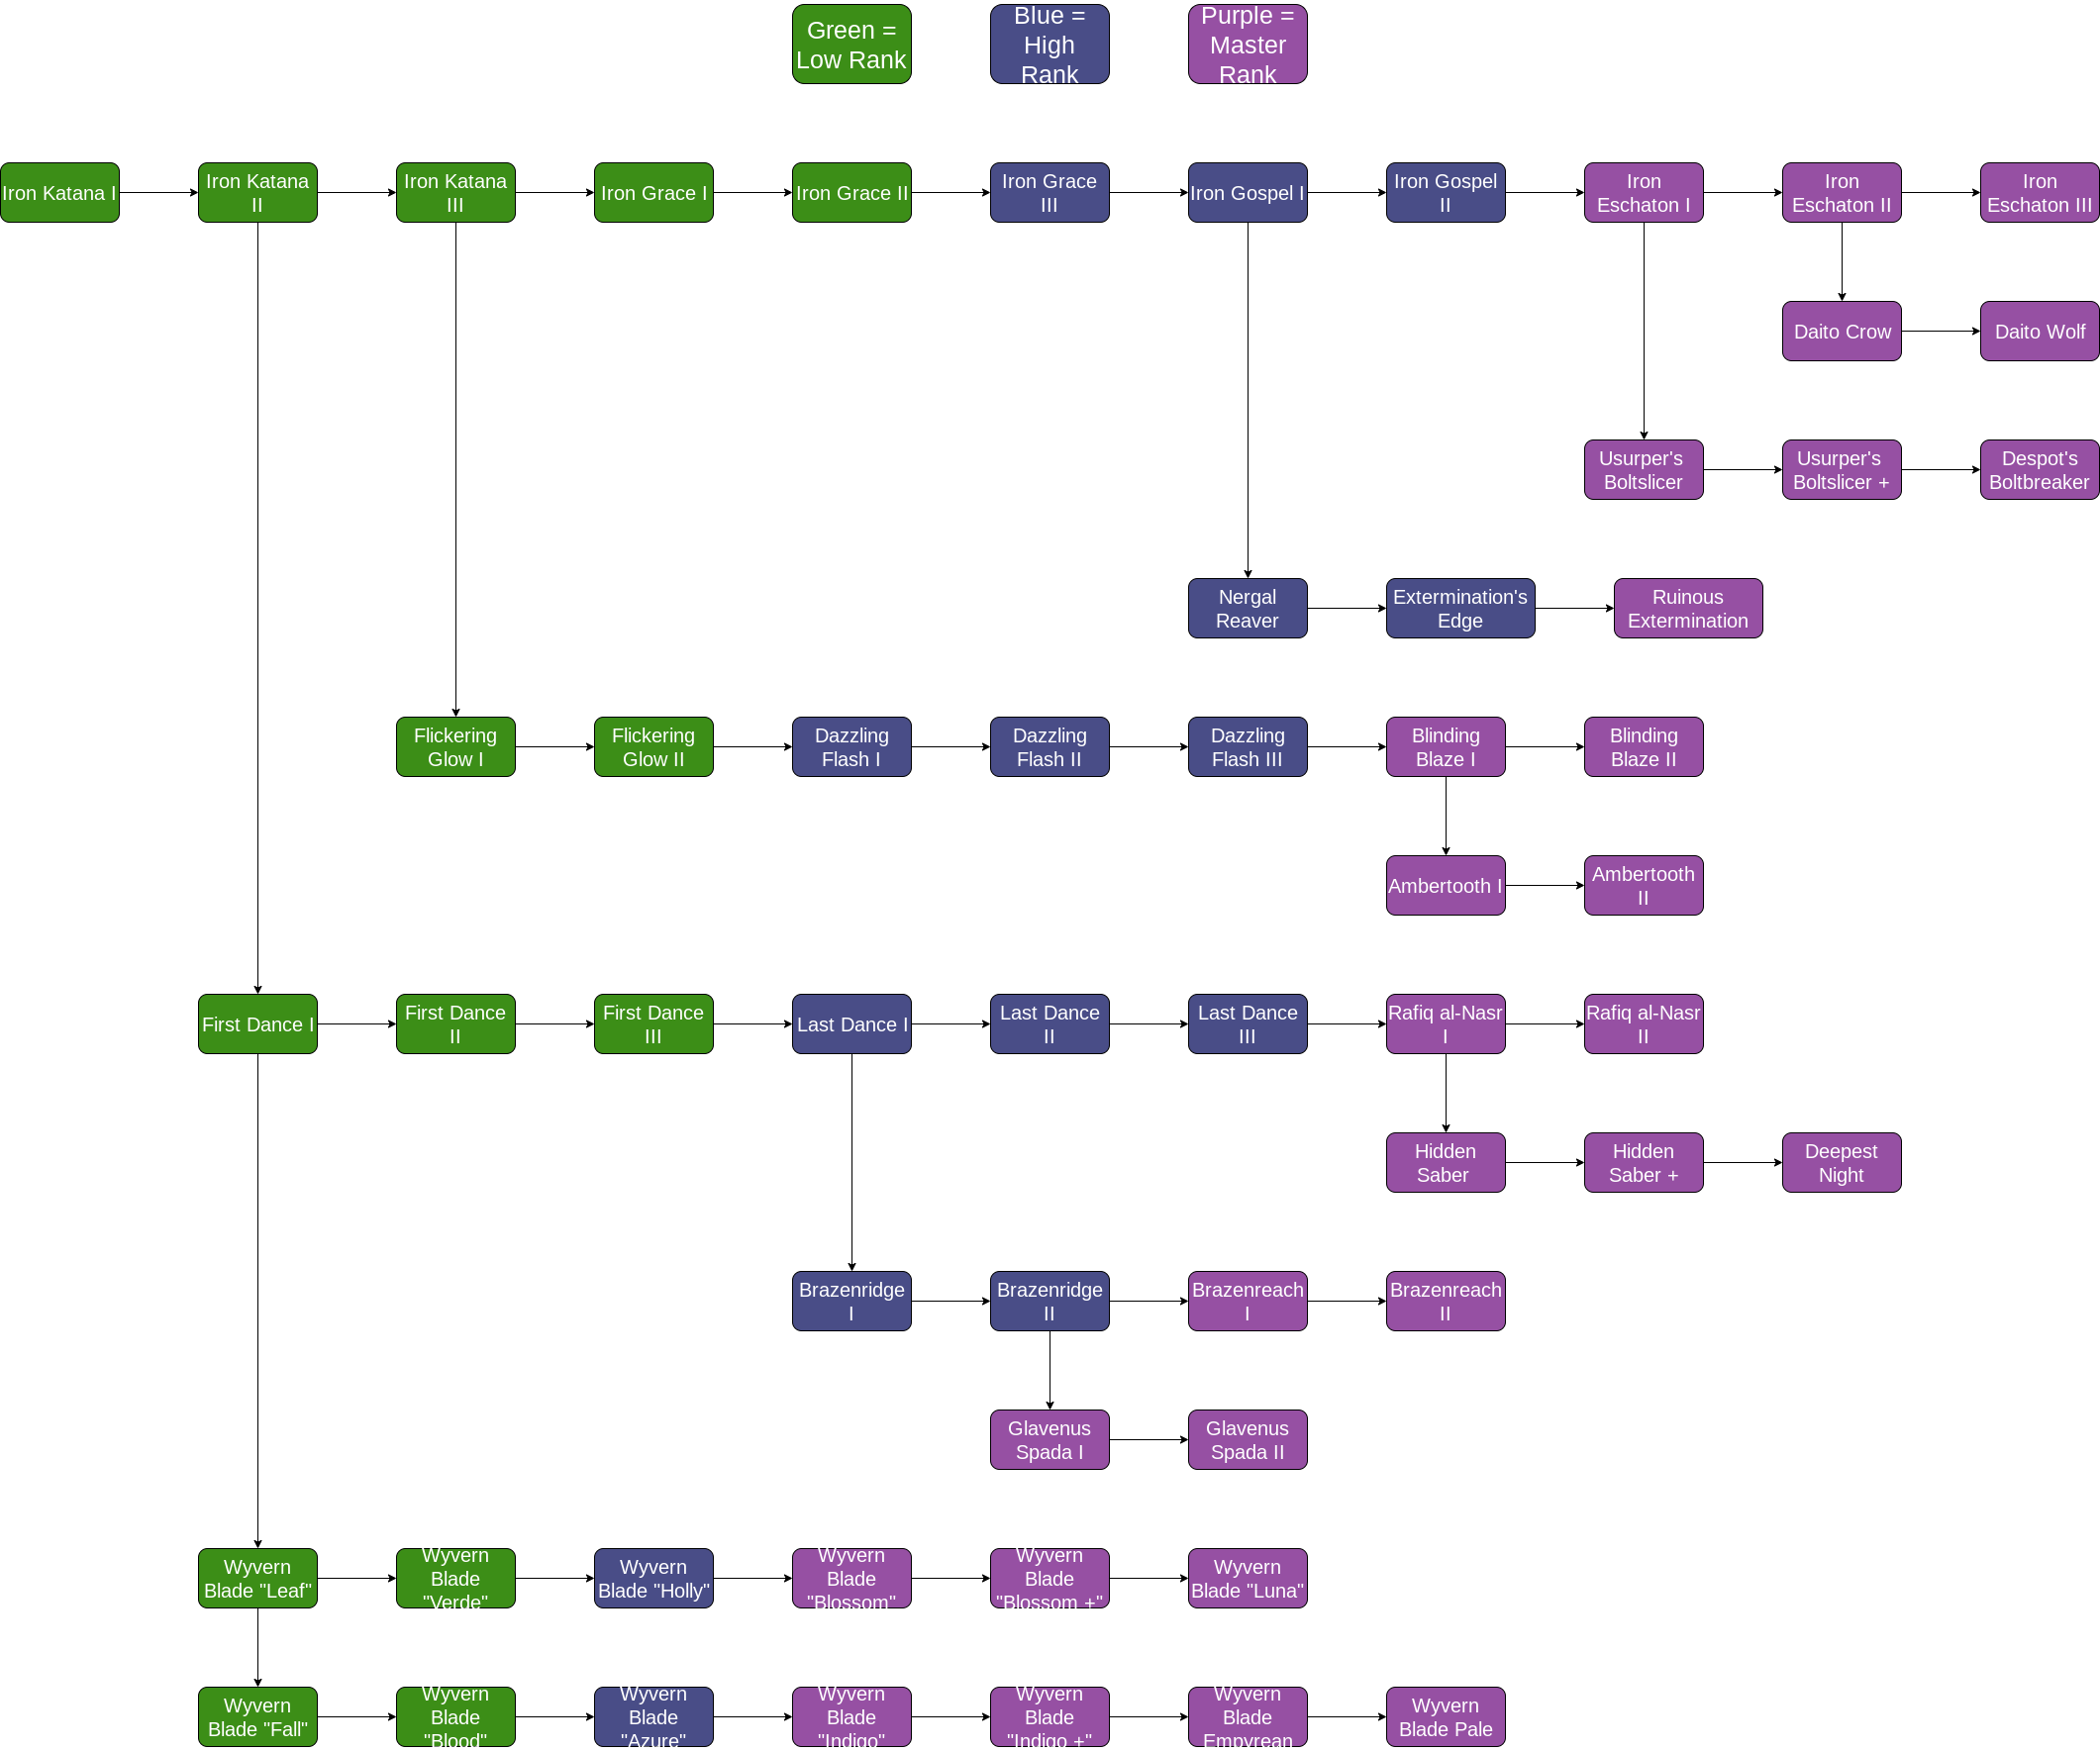 Green =
Low Rank
Blue =
High
Rank
Purple =
Master
Rank
Iron Katana I
Iron Katana
II
Iron Katana
III
Iron Grace I
Iron Grace II
Iron Grace
III
Iron Gospel I
Iron Gospel
II
Iron
Eschaton I
Iron
Eschaton II
Iron
Eschaton III
Daito Crow
Daito Wolf
Usurper's
Boltslicer
Usurper's
Boltslicer +
Despot's
Boltbreaker
Nergal
Reaver
Extermination's
Edge
Ruinous
Extermination
Flickering
Glow I
Flickering
Glow II
Dazzling
Flash I
Dazzling
Flash II
Dazzling
Flash III
Blinding
Blaze I
Blinding
Blaze II
Ambertooth I
Ambertooth
II
First Dance I
First Dance
II
First Dance
III
Last Dance I
Last Dance
II
Last Dance
III
Rafiq al-Nasr
I
Rafiq al-Nasr
II
Hidden
Saber
Hidden
Saber +
Deepest
Night
Brazenridge
I
Brazenridge
II
Brazenreach
I
Brazenreach
II
Glavenus
Spada I
Glavenus
Spada II
Wyvern
Blade "Leaf"
Wyvern
Blade
"Verde"
Wyvern
Blade "Holly"
Wyvern
Blade
"Blossom"
Wyvern
Blade
"Blossom +"
Wyvern
Blade "Luna"
Wyvern
Blade "Fall"
Wyvern
Blade
"Blood"
Wyvern
Blade
"Azure"
Wyvern
Blade
"Indigo"
Wyvern
Blade
"Indigo +"
Wyvern
Blade
Empyrean
Wyvern
Blade Pale